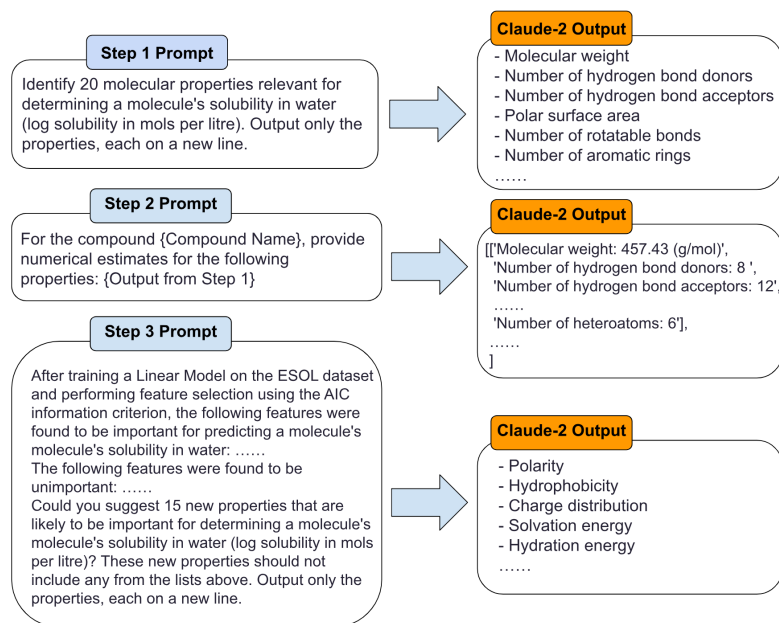 Step 1 Prompt
Identify 20 molecular properties relevant for
determining a molecule's solubility in water
(log solubility in mols per litre). Output only the
properties, each on a new line.
Claude-2 Output
- Molecular weight
- Number of hydrogen bond donors
- Number of hydrogen bond acceptors
- Polar surface area
- Number of rotatable bonds
- Number of aromatic rings
……
Step 2 Prompt
For the compound {Compound Name}, provide
numerical estimates for the following
properties: {Output from Step 1}
Claude-2 Output
[['Molecular weight: 457.43 (g/mol)',
'Number of hydrogen bond donors: 8 ',
'Number of hydrogen bond acceptors: 12',
……
'Number of heteroatoms: 6'],
……
]
Step 3 Prompt
After training a Linear Model on the ESOL dataset
and performing feature selection using the AIC
information criterion, the following features were
found to be important for predicting a molecule's
molecule's solubility in water: ……
The following features were found to be
unimportant: ……
Could you suggest 15 new properties that are
likely to be important for determining a molecule's
molecule's solubility in water (log solubility in mols
per litre)? These new properties should not
include any from the lists above. Output only the
properties, each on a new line.
Claude-2 Output
- Polarity
- Hydrophobicity
- Charge distribution
- Solvation energy
- Hydration energy
……